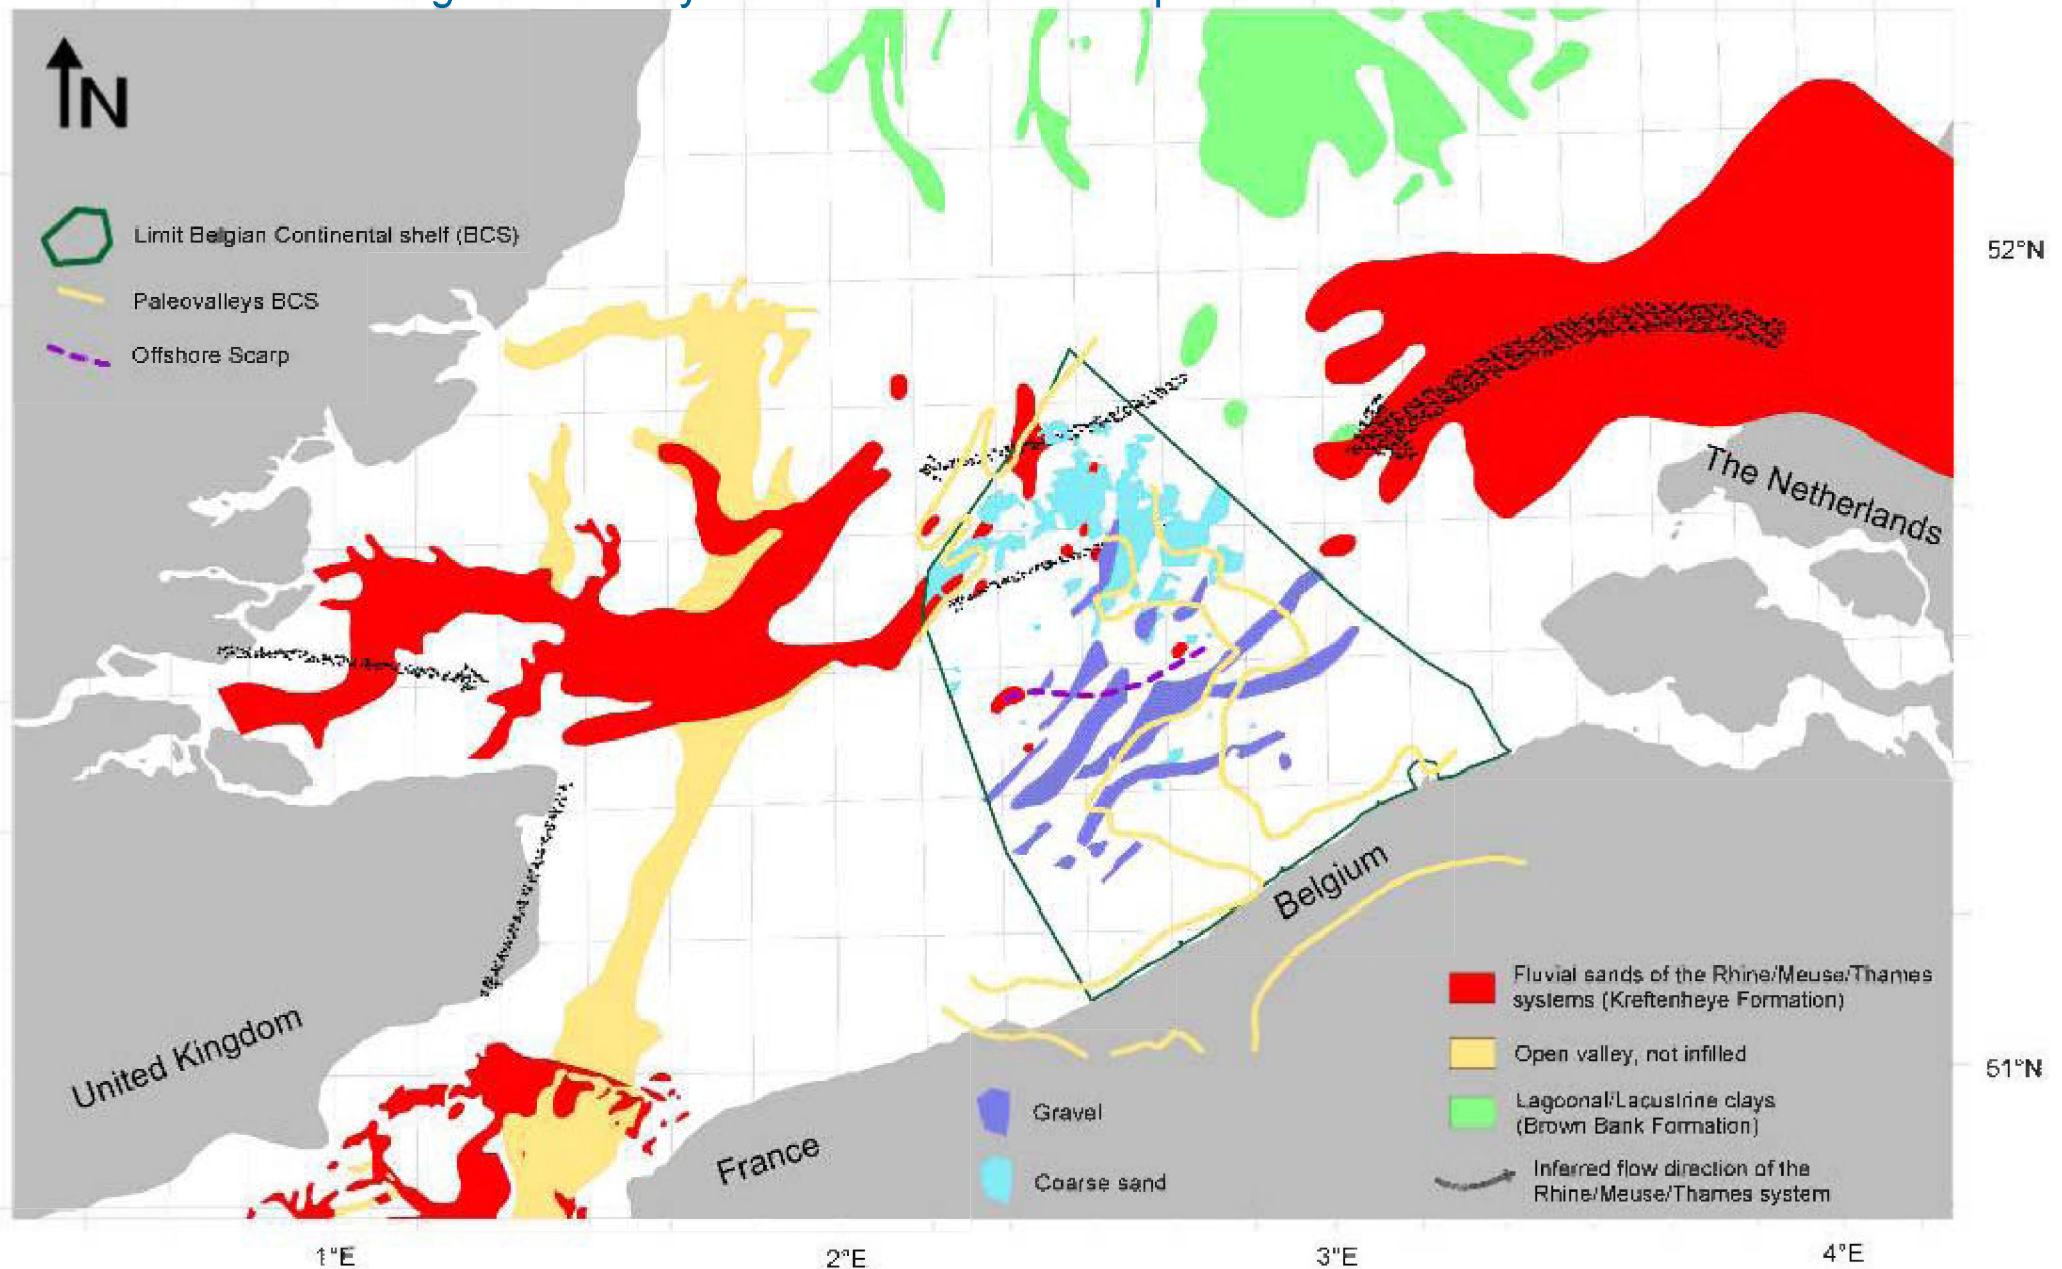 N
Limit Belgian Continental shelf (BCS)
Paleovalleys BCS
Offshore Scarp
52°N
The Netherlands
Belgium
United Kingdom
France
Gravel
Coarse sand
Fluvial sands of the Rhine/Meuse/Thames
systems (Kreftenheye Formation)
Open valley, not infilled
Lagoonal/Lacustrine clays
(Brown Bank Formation)
Inferred flow direction of the
Rhine/Meuse/Thames system
51°N
1°E
2°E
3°E
4°E